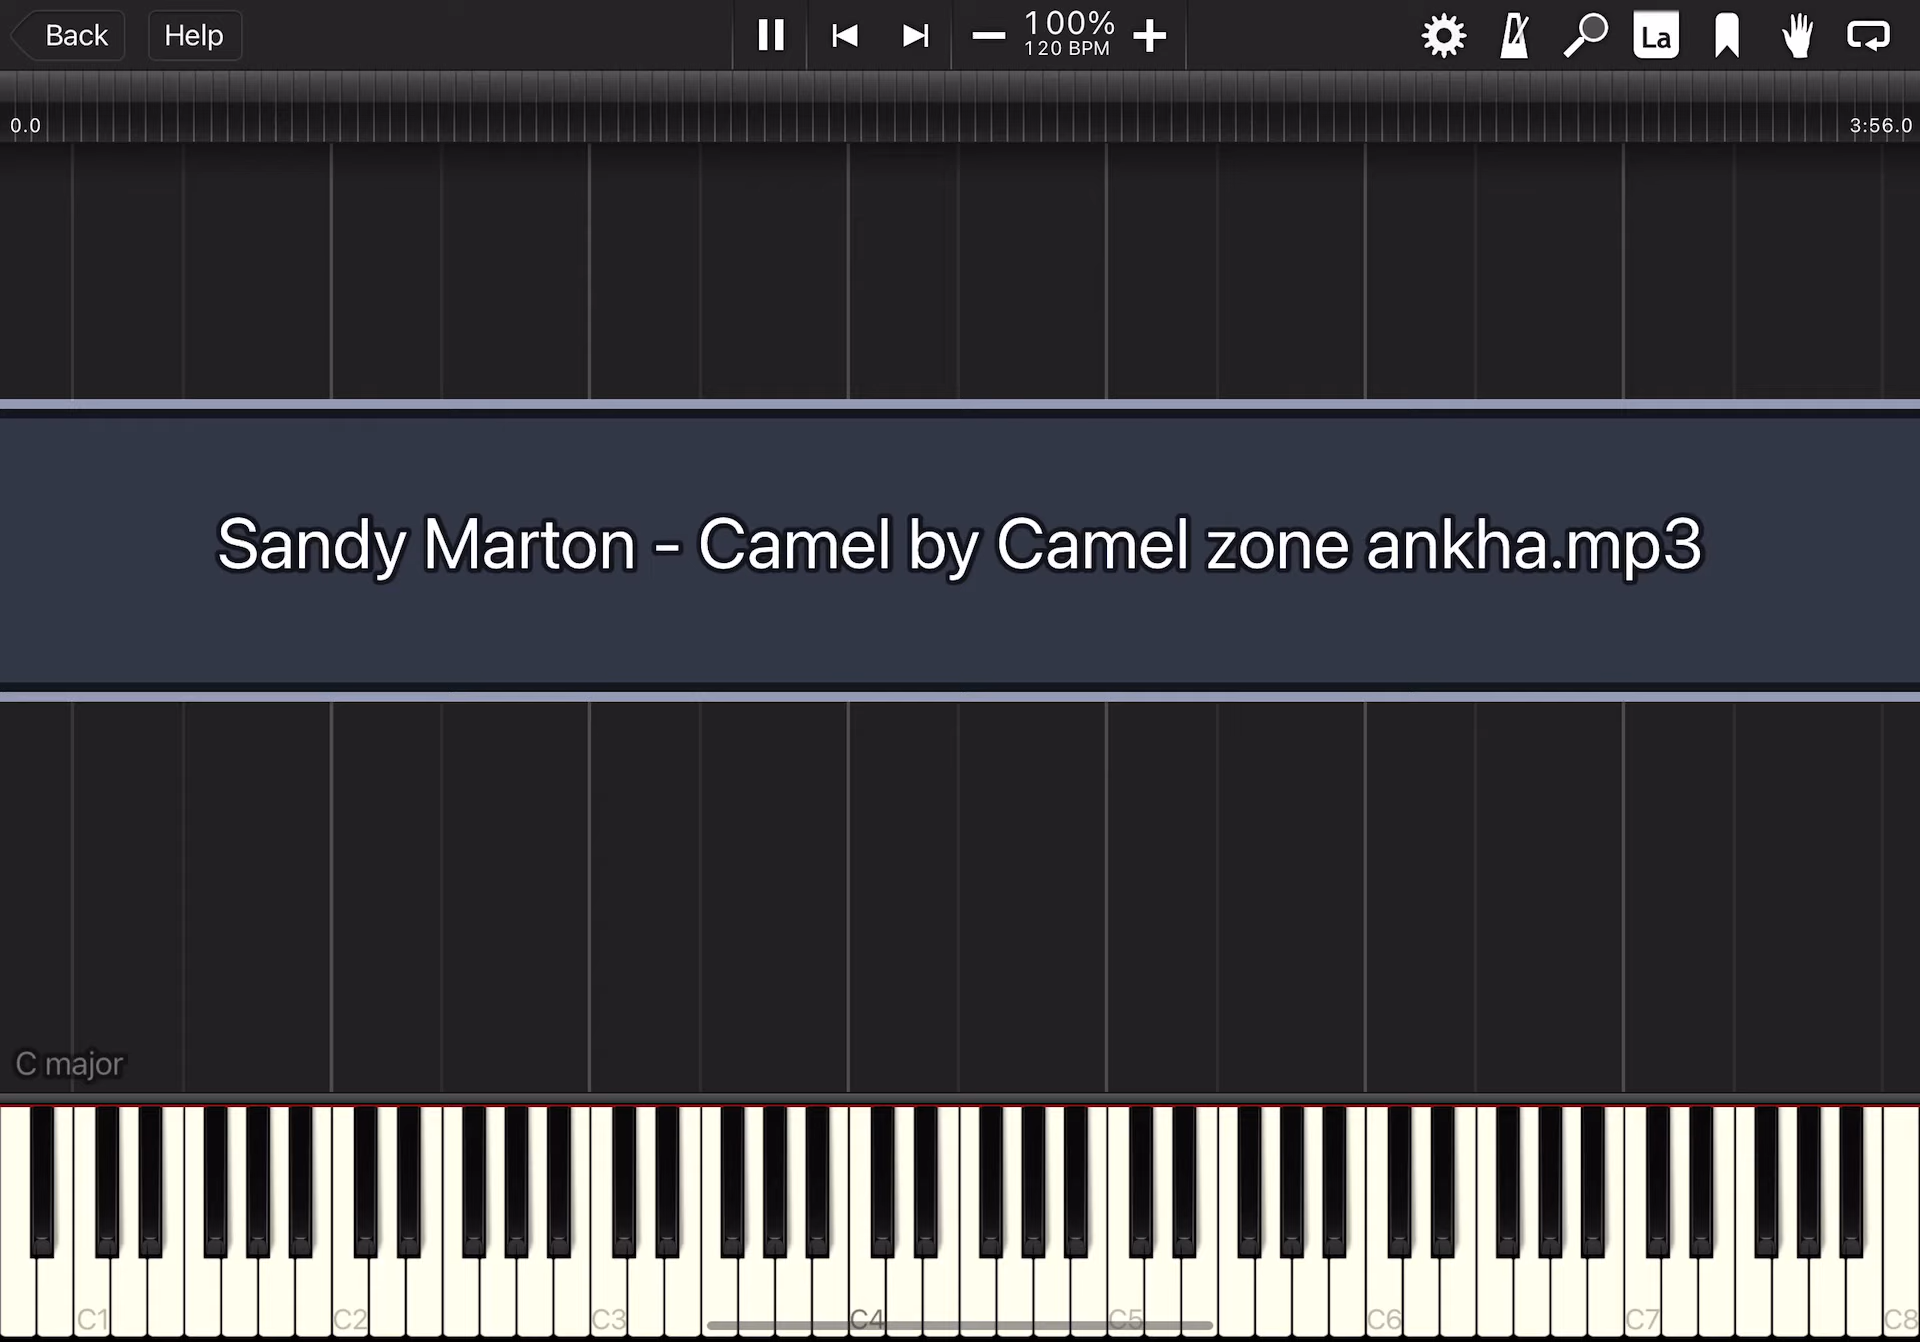 Back Help 100% La
120 BPM
0.0 3:56.0
Sandy Marton - Camel by Camel zone ankha.mp3
C major
C1 C2 C3 C4 C5 C6 C7 C8